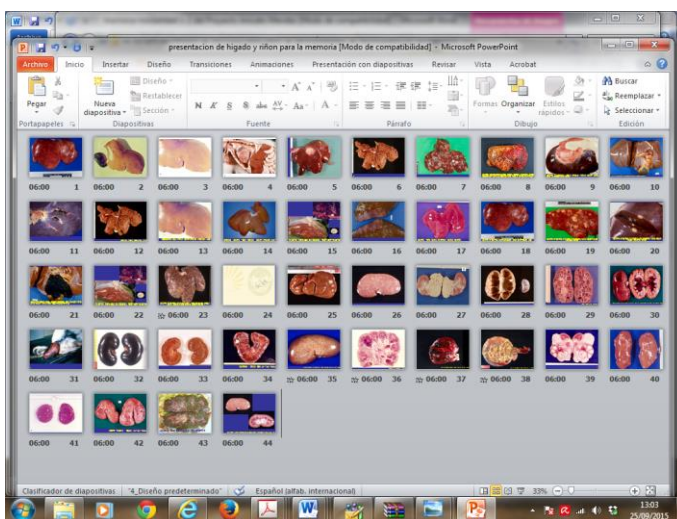 presentacion de higado y riñon para la memoria [Modo de compatibilidad] - Microsoft PowerPoint
Archivo Inicio Insertar Diseño Transiciones Animaciones Presentación con diapositivas Revisar Vista Acrobat
Pegar
Nueva diapositiva
Diseño
Restablecer
Sección
N K S S abc AV Aa A
Formas Organizar Estilos rápidos
Buscar
Reemplazar
Seleccionar
Portapapeles Diapositivas Fuente Párrafo Dibujo Edición
06:00 1 06:00 2 06:00 3 06:00 4 06:00 5 06:00 6 06:00 7 06:00 8 06:00 9 06:00 10
06:00 11 06:00 12 06:00 13 06:00 14 06:00 15 06:00 16 06:00 17 06:00 18 06:00 19 06:00 20
06:00 21 06:00 22 06:00 23 06:00 24 06:00 25 06:00 26 06:00 27 06:00 28 06:00 29 06:00 30
06:00 31 06:00 32 06:00 33 06:00 34 06:00 35 06:00 36 06:00 37 06:00 38 06:00 39 06:00 40
06:00 41 06:00 42 06:00 43 06:00 44
Clasificador de diapositivas "4_Diseño predeterminado" Español (alfab. internacional) 33%
13:03
25/09/2015